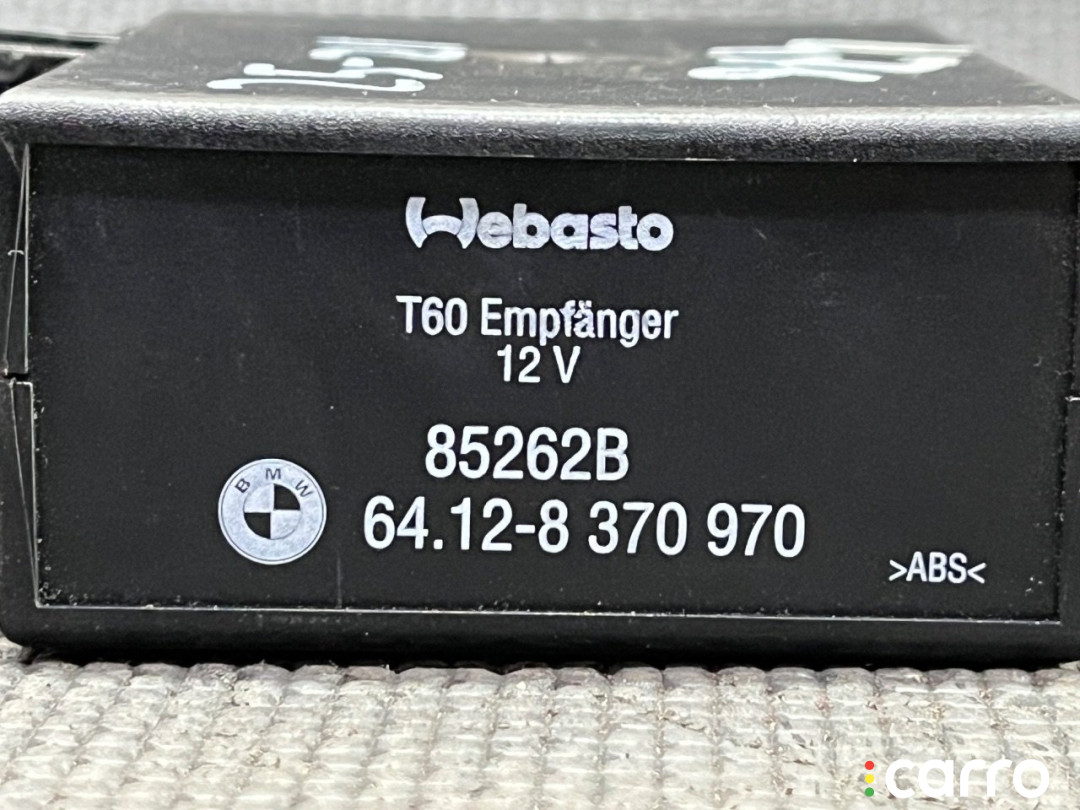 Webasto
T60 Empfänger
12 V
85262B
BMW
64.12-8 370 970
>ABS<
carro